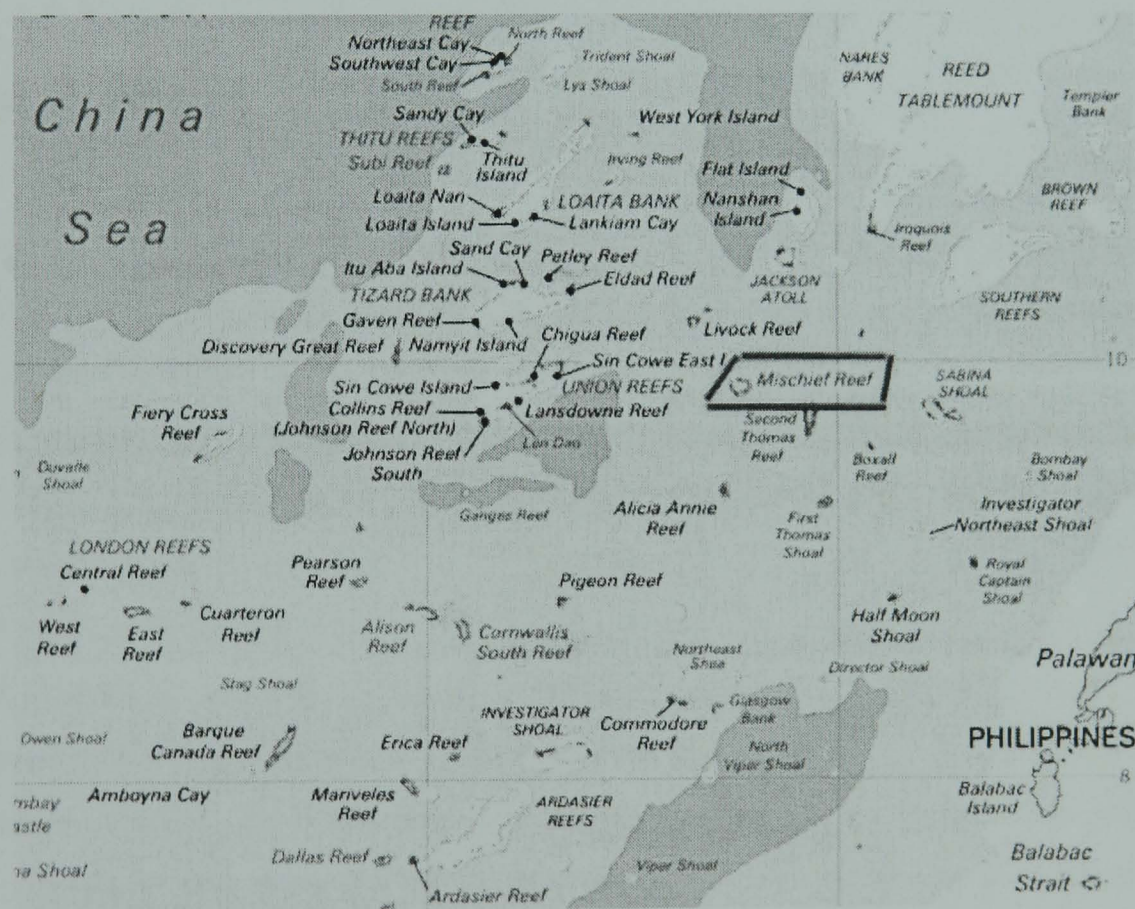 REEF
North Reef
Northeast Cay
Southwest Cay
South Reef
Trident Shoal
Lys Shoal
NARES
BANK
REED
TABLEMOUNT
Templer
Bank
China
Sea
Sandy Cay
THITU REEFS
Subi Reef
Thitu
Island
West York Island
Irving Reef
Flat Island
Nanshan
Island
BROWN
REEF
Iroquois
Reef
Loaita Nan
Loaita Island
LOAITA BANK
Lankiam Cay
Sand Cay
Petley Reef
Itu Aba Island
Eldad Reef
TIZARD BANK
JACKSON
ATOLL
SOUTHERN
REEFS
Gaven Reef
Namyit Island
Discovery Great Reef
Chigua Reef
Livock Reef
Sin Cowe East I
10
Sin Cowe Island
UNION REEFS
Mischief Reef
SABINA
SHOAL
Collins Reef
(Johnson Reef North)
Lansdowne Reef
Len Dao
Johnson Reef
South
Fiery Cross
Reef
Second
Thomas
Reef
Boxall
Reef
Bombay
Shoal
Duvalle
Shoal
Ganges Reef
Alicia Annie
Reef
First
Thomas
Shoal
Investigator
Northeast Shoal
LONDON REEFS
Central Reef
Pearson
Reef
Pigeon Reef
Royal
Captain
Shoal
West
Reef
East
Reef
Cuarteron
Reef
Alison
Reef
Cornwallis
South Reef
Half Moon
Shoal
Northeast
Shea
Director Shoal
Palawan
Stag Shoal
Owen Shoal
Barque
Canada Reef
Erica Reef
INVESTIGATOR
SHOAL
Commodore
Reef
Glasgow
Bank
North
Viper Shoal
PHILIPPINES
8
mbay
astle
Amboyna Cay
Mariveles
Reef
ARDASIER
REEFS
Balabac
Island
na Shoal
Dallas Reef
Ardasier Reef
Viper Shoal
Balabac
Strait